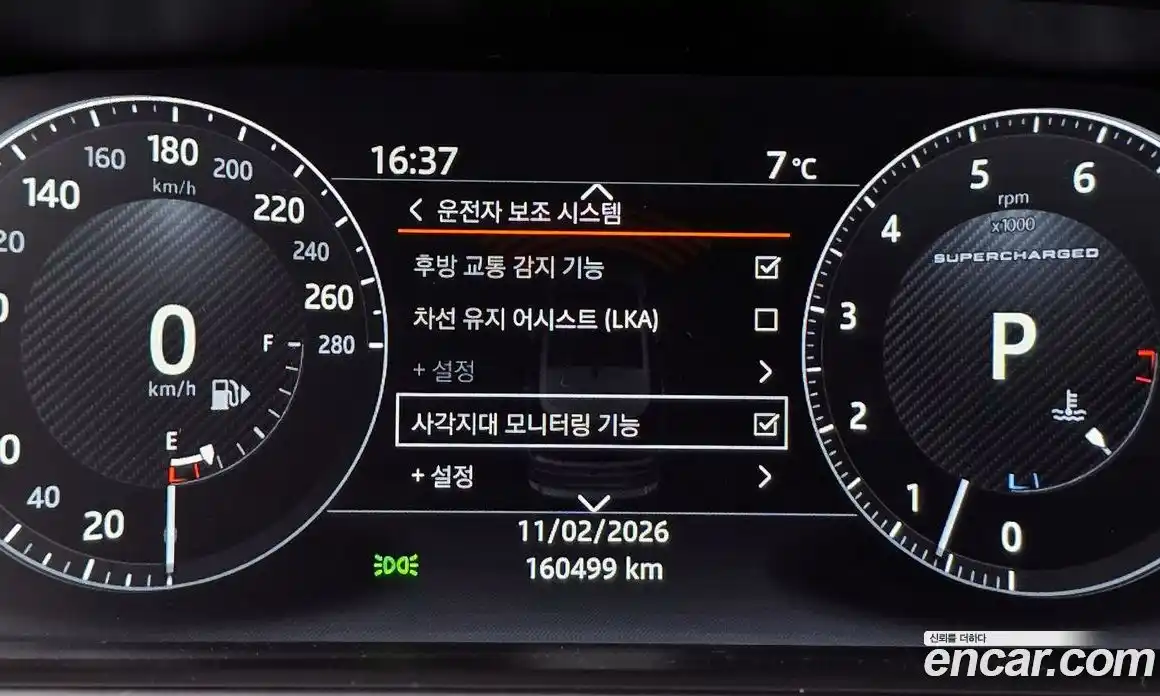 16:37
7 °C
운전자 보조 시스템
후방 교통 감지 기능
차선 유지 어시스트 (LKA)
+ 설정
사각지대 모니터링 기능
+ 설정
11/02/2026
160499 km
20
40
140
160
180
200
220
240
260
280
km/h
0
km/h
F
E
0
1
2
3
4
5
6
rpm
x1000
SUPERCHARGED
P
신뢰를 더하다
encar.com